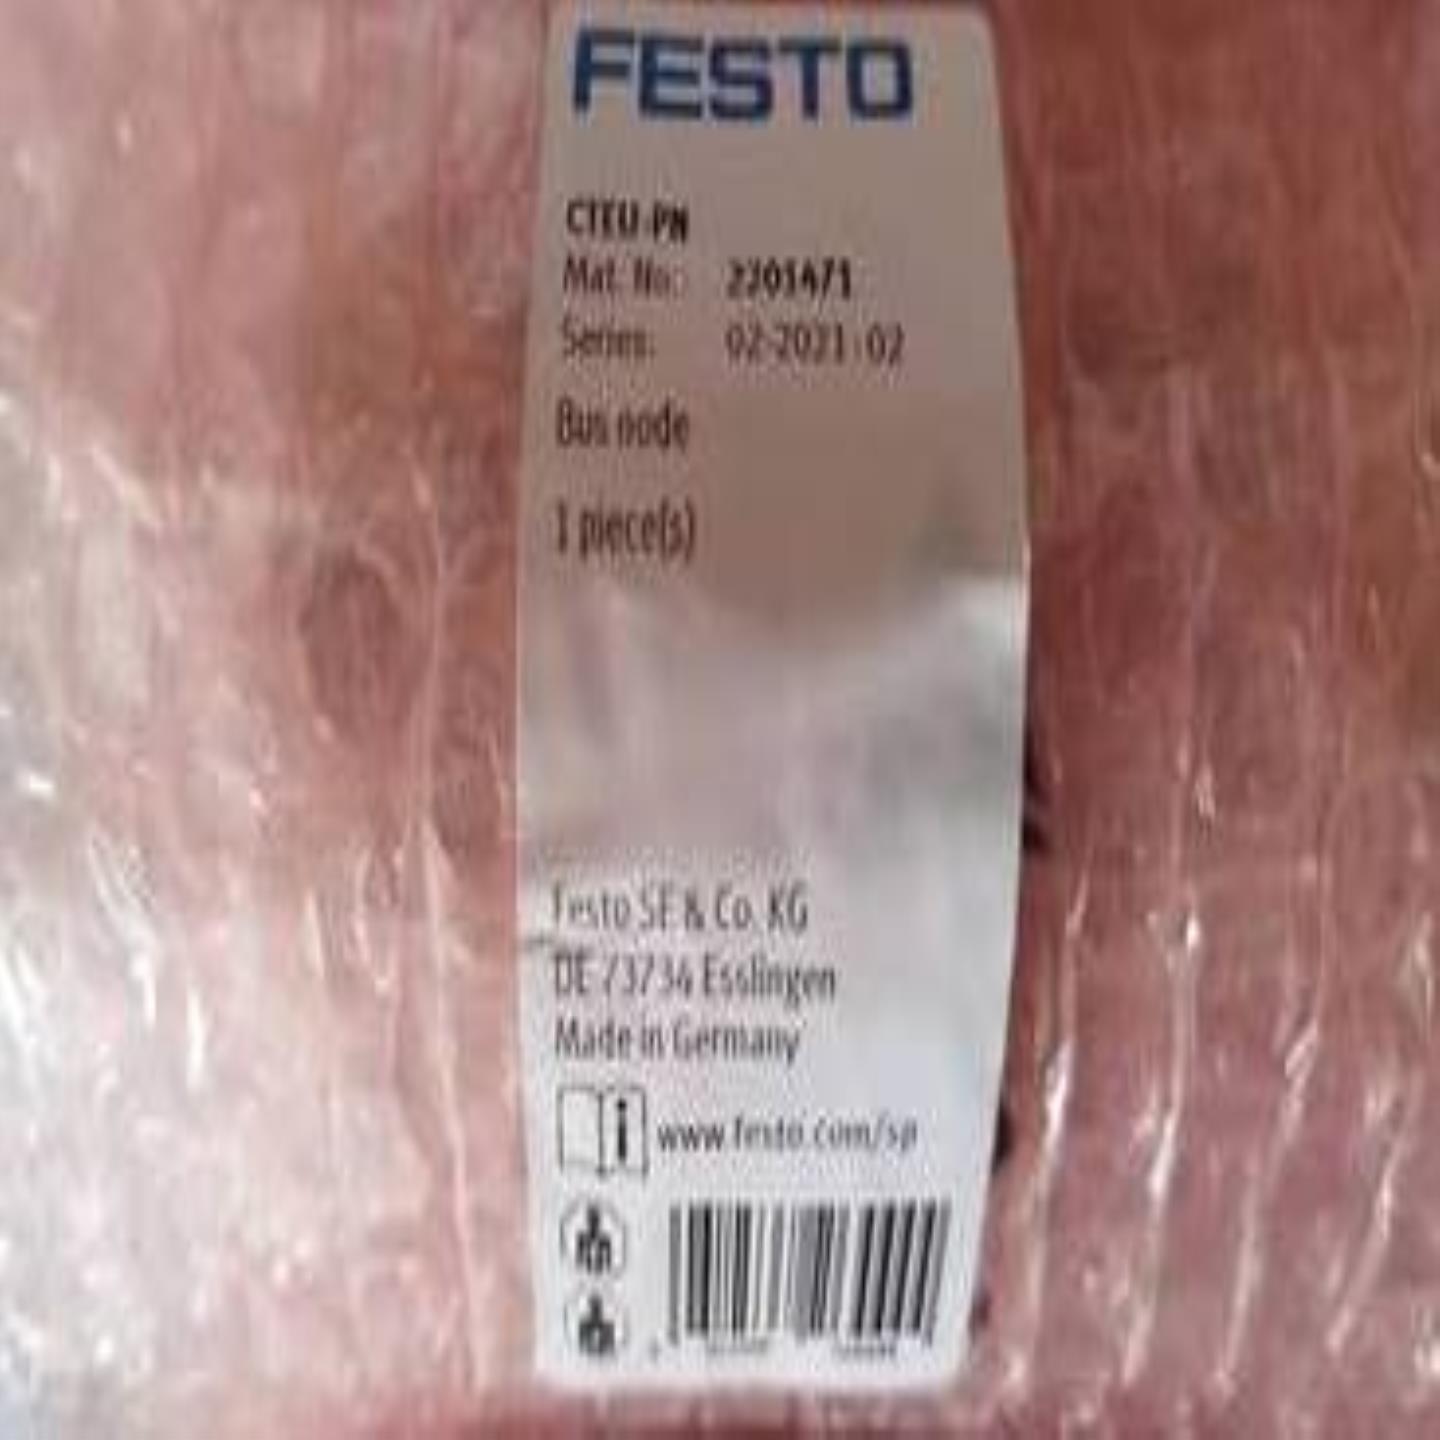 FESTO
CTEU-PN
Mat. No.: 2201471
Series: 02-2021.02
Bus node
1 piece(s)
Festo SE & Co. KG
DE 73734 Esslingen
Made in Germany
www.festo.com/sp